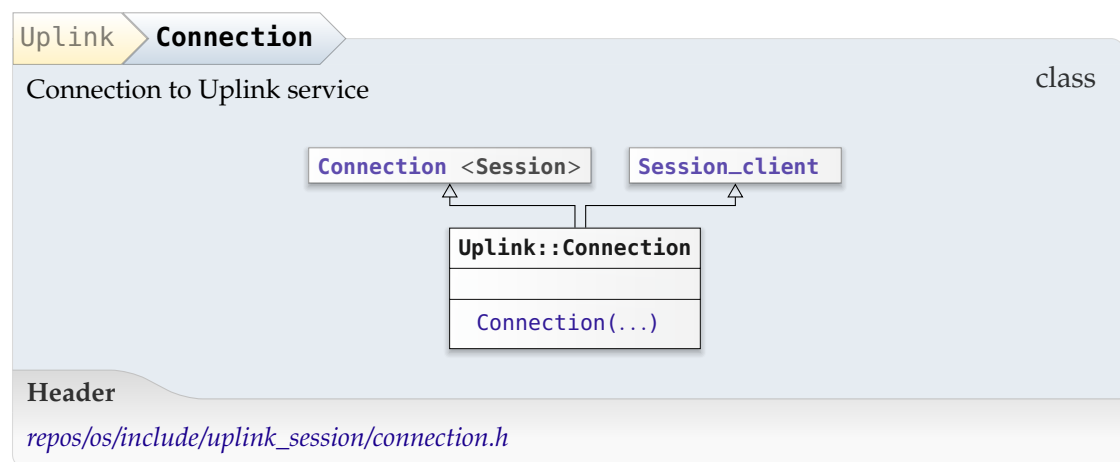 Uplink Connection
class
Connection to Uplink service
Connection <Session>
Session_client
Uplink::Connection
Connection(...)
Header
repos/os/include/uplink_session/connection.h